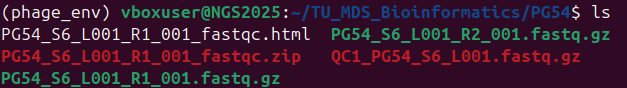 (phage_env) vboxuser@NGS2025:~/TU_MDS_Bioinformatics/PG54$ ls
PG54_S6_L001_R1_001_fastqc.html  PG54_S6_L001_R2_001.fastq.gz
PG54_S6_L001_R1_001_fastqc.zip  QC1_PG54_S6_L001.fastq.gz
PG54_S6_L001_R1_001.fastq.gz